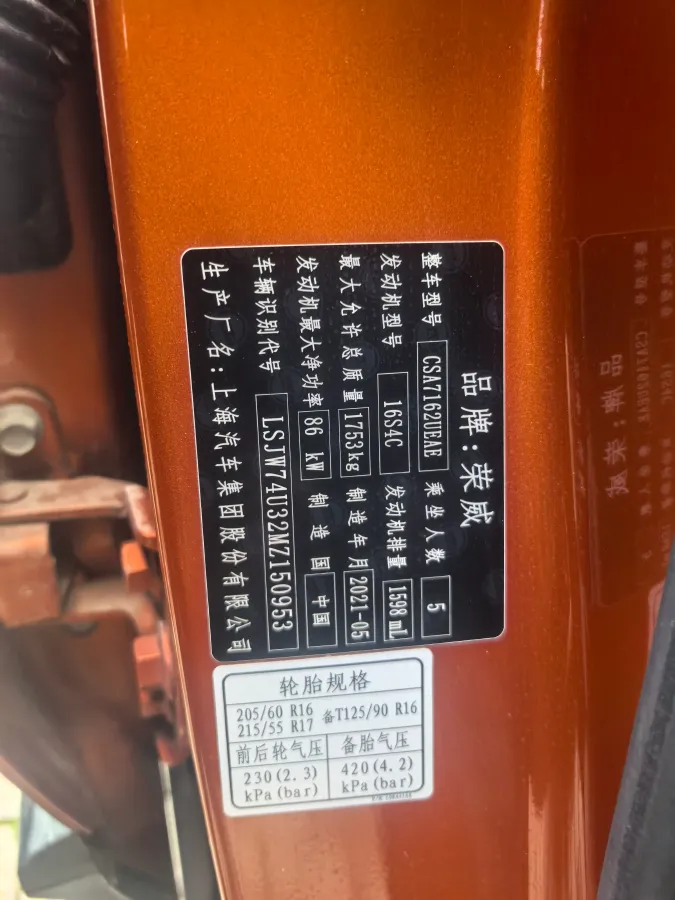 品牌：荣威
整车型号 CSA7162UEAE 乘坐人数 5
发动机型号 16S4C 发动机排量 1598 mL
最大允许总质量 1753kg 制造年月 2021-05
发动机最大净功率 86 kW 制造国 中国
车辆识别代号 LSJW74U32MZ150953
生产厂名：上海汽车集团股份有限公司
轮胎规格
205/60 R16
215/55 R17 备T125/90 R16
前后轮气压 备胎气压
230(2.3) 420(4.2)
kPa(bar) kPa(bar)